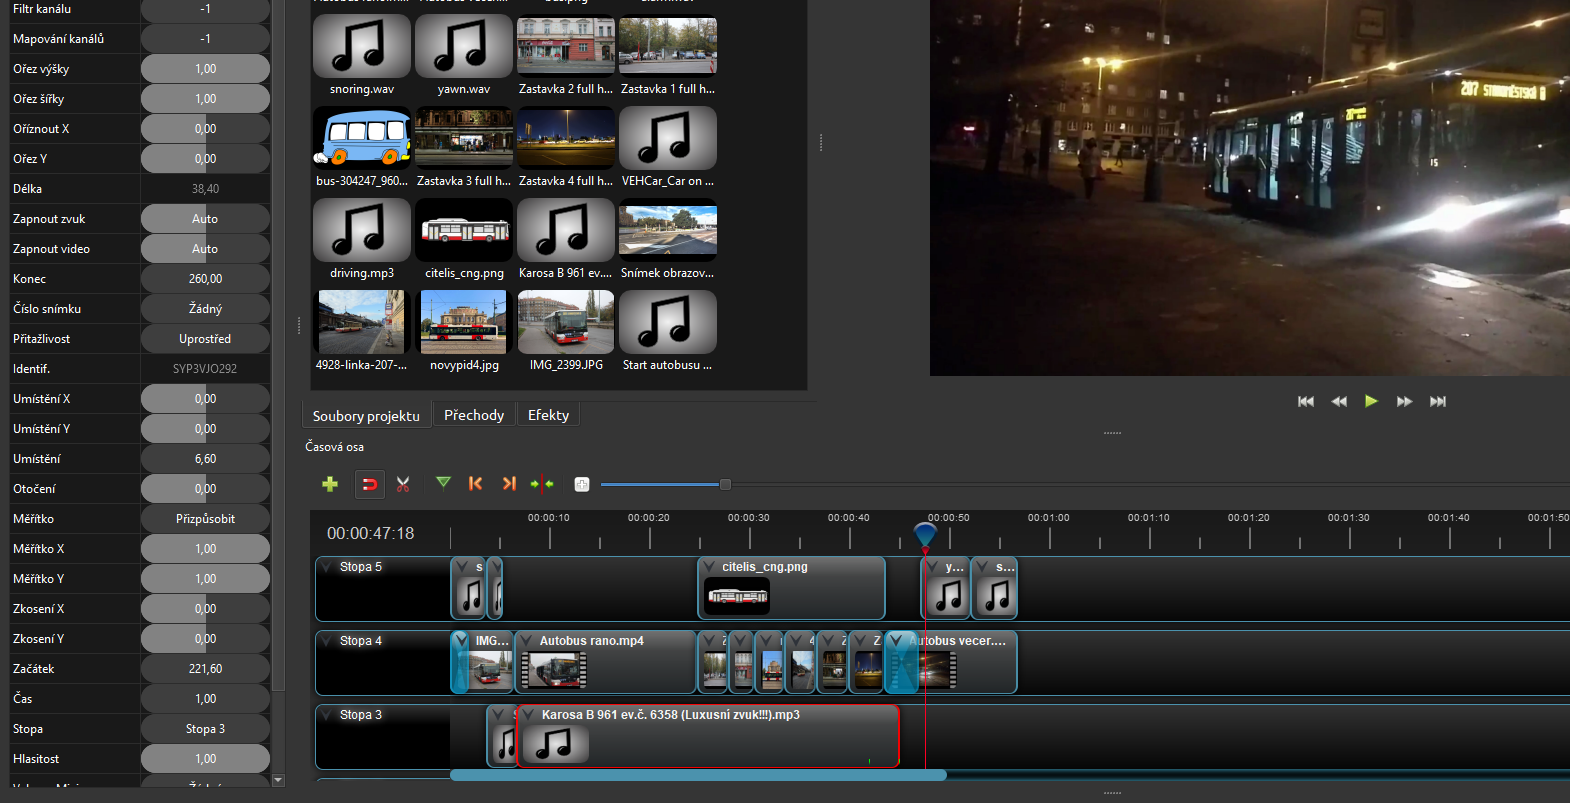 Filtr kanálu -1
Mapování kanálů -1
Ořez výšky 1,00
Ořez šířky 1,00
Oříznout X 0,00
Ořez Y 0,00
Délka 38,40
Zapnout zvuk Auto
Zapnout video Auto
Konec 260,00
Číslo snímku Žádný
Přitažlivost Uprostřed
Identif. SYP3VJO292
Umístění X 0,00
Umístění Y 0,00
Umístění 6,60
Otočení 0,00
Měřítko Přizpůsobit
Měřítko X 1,00
Měřítko Y 1,00
Zkosení X 0,00
Zkosení Y 0,00
Začátek 221,60
Čas 1,00
Stopa Stopa 3
Hlasitost 1,00
snoring.wav yawn.wav Zastavka 2 full h... Zastavka 1 full h...
bus-304247_960... Zastavka 3 full h... Zastavka 4 full h... VEHCar_Car on ...
driving.mp3 citelis_cng.png Karosa B 961 ev.... Snímek obrazov...
4928-linka-207-... novypid4.jpg IMG_2399.JPG Start autobusu ...
207 STAROMĚSTSKÁ
Soubory projektu Přechody Efekty
Časová osa
00:00:47:18
00:00:10 00:00:20 00:00:30 00:00:40 00:00:50 00:01:00 00:01:10 00:01:20 00:01:30 00:01:40 00:01:50
Stopa 5 s citelis_cng.png y... s...
Stopa 4 IMG... Autobus rano.mp4 Z 4 Z Z Autobus vecer....
Stopa 3 S Karosa B 961 ev.č. 6358 (Luxusní zvuk!!!).mp3